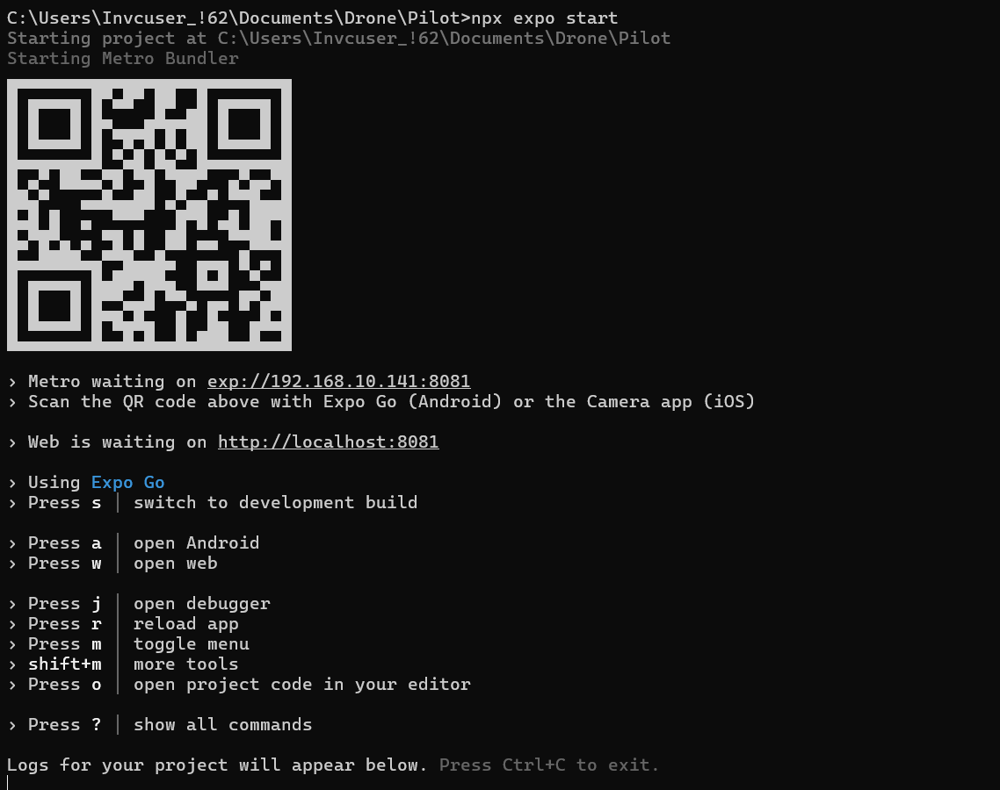 C:\Users\Invcuser_!62\Documents\Drone\Pilot>npx expo start
Starting project at C:\Users\Invcuser_!62\Documents\Drone\Pilot
Starting Metro Bundler
› Metro waiting on exp://192.168.10.141:8081
› Scan the QR code above with Expo Go (Android) or the Camera app (iOS)
› Web is waiting on http://localhost:8081
› Using Expo Go
› Press s │ switch to development build
› Press a │ open Android
› Press w │ open web
› Press j │ open debugger
› Press r │ reload app
› Press m │ toggle menu
› shift+m │ more tools
› Press o │ open project code in your editor
› Press ? │ show all commands
Logs for your project will appear below. Press Ctrl+C to exit.